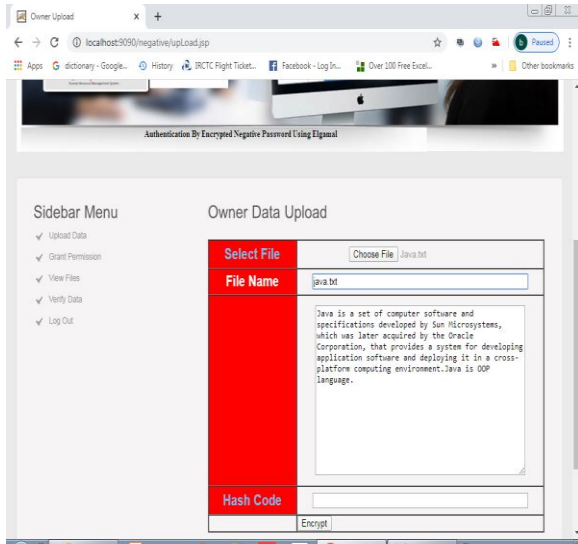 Owner Upload
localhost:9090/negative/upLoad.jsp
b Paused
Apps G dictionary - Google... History IRCTC Flight Ticket... Facebook - Log In... Over 100 Free Excel... » Other bookmarks
Authentication By Encrypted Negative Password Using Elgamal
Sidebar Menu
Upload Data
Grant Permission
View Files
Verify Data
Log Out
Owner Data Upload
Select File Choose File Java.txt
File Name java.txt
Java is a set of computer software and
specifications developed by Sun Microsystems,
which was later acquired by the Oracle
Corporation, that provides a system for developing
application software and deploying it in a cross-
platform computing environment.Java is OOP
language.
Hash Code
Encrypt